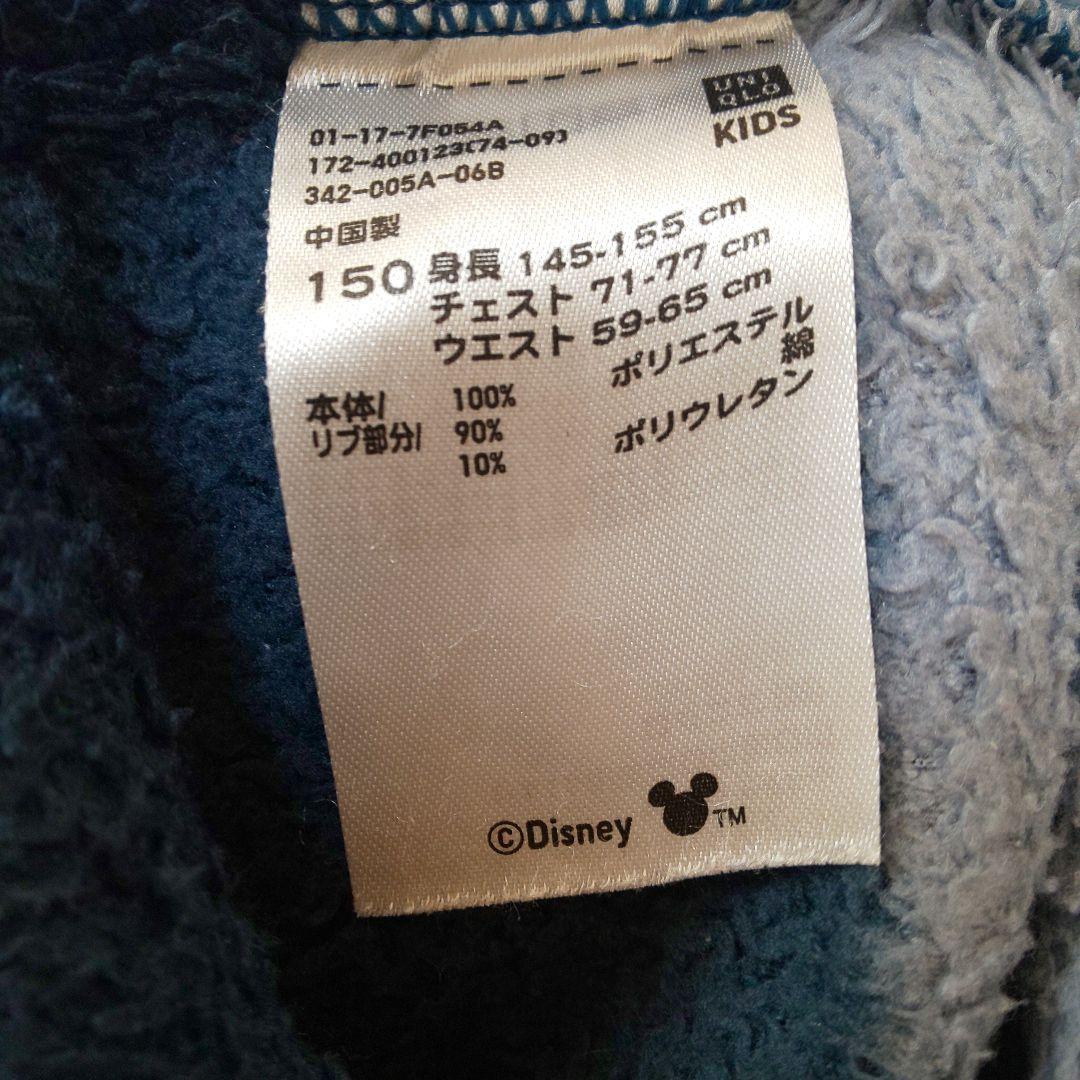 UNI
QLO
KIDS
01-17-7F054A
172-400123(74-09)
342-005A-06B
中国製
150 身長 145-155 cm
チェスト 71-77 cm
ウエスト 59-65 cm
本体/ 100% ポリエステル
リブ部分/ 90% 綿
10% ポリウレタン
©Disney TM